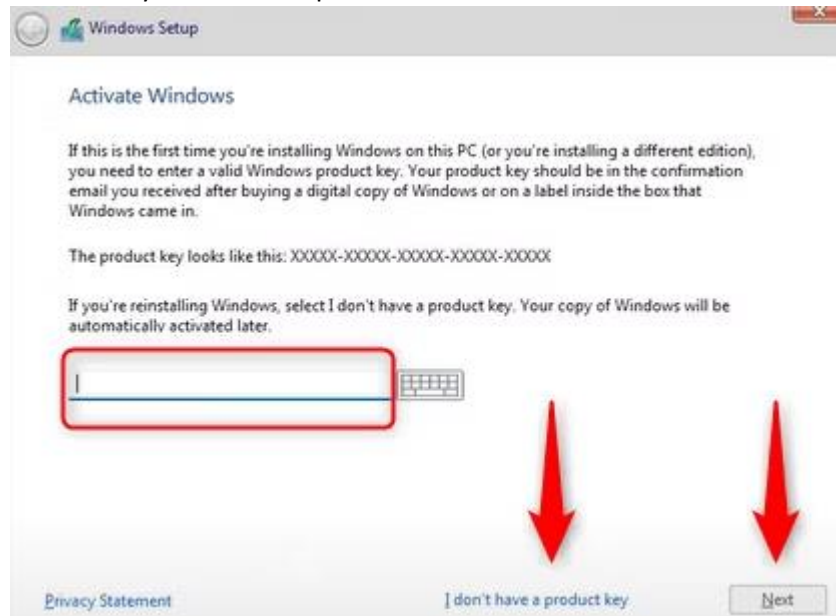 Windows Setup
Activate Windows
If this is the first time you're installing Windows on this PC (or you're installing a different edition),
you need to enter a valid Windows product key. Your product key should be in the confirmation
email you received after buying a digital copy of Windows or on a label inside the box that
Windows came in.
The product key looks like this: XXXXX-XXXXX-XXXXX-XXXXX-XXXXX
If you're reinstalling Windows, select I don't have a product key. Your copy of Windows will be
automatically activated later.
Privacy Statement
I don't have a product key
Next